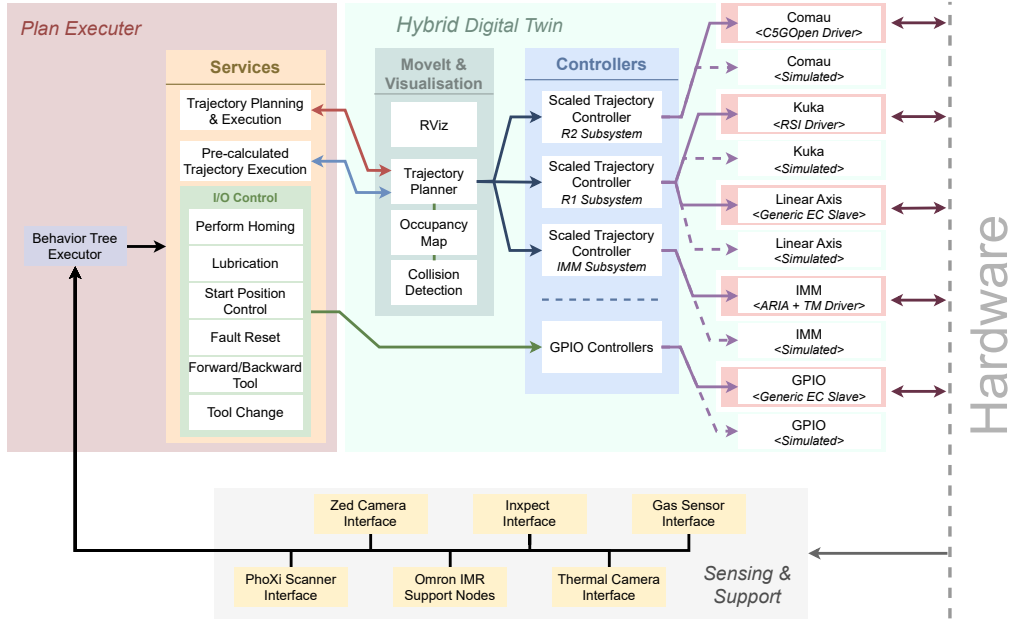 Plan Executer
Hybrid Digital Twin
Services
Trajectory Planning
& Execution
Pre-calculated
Trajectory Execution
I/O Control
Perform Homing
Lubrication
Start Position
Control
Fault Reset
Forward/Backward
Tool
Tool Change
Behavior Tree
Executor
MoveIt &
Visualisation
RViz
Trajectory
Planner
Occupancy
Map
Collision
Detection
Controllers
Scaled Trajectory
Controller
R2 Subsystem
Scaled Trajectory
Controller
R1 Subsystem
Scaled Trajectory
Controller
IMM Subsystem
GPIO Controllers
Comau
<C5GOpen Driver>
Comau
<Simulated>
Kuka
<RSI Driver>
Kuka
<Simulated>
Linear Axis
<Generic EC Slave>
Linear Axis
<Simulated>
IMM
<ARIA + TM Driver>
IMM
<Simulated>
GPIO
<Generic EC Slave>
GPIO
<Simulated>
Hardware
Zed Camera
Interface
Inxpect
Interface
Gas Sensor
Interface
PhoXi Scanner
Interface
Omron IMR
Support Nodes
Thermal Camera
Interface
Sensing &
Support